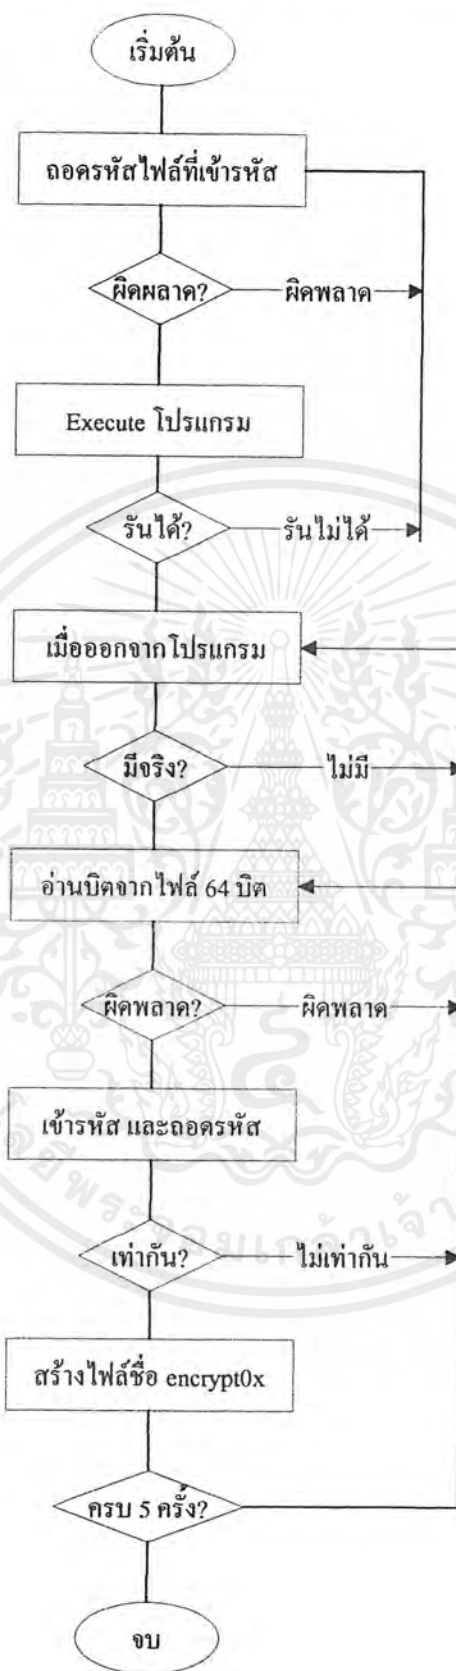 เริ่มต้น
ถอดรหัสไฟล์ที่เข้ารหัส
ผิดผลาด?
ผิดพลาด
Execute โปรแกรม
รันได้?
รันไม่ได้
เมื่อออกจากโปรแกรม
มีจริง?
ไม่มี
อ่านบิตจากไฟล์ 64 บิต
ผิดพลาด?
ผิดพลาด
เข้ารหัส และถอดรหัส
เท่ากัน?
ไม่เท่ากัน
สร้างไฟล์ชื่อ encrypt0x
ครบ 5 ครั้ง?
จบ